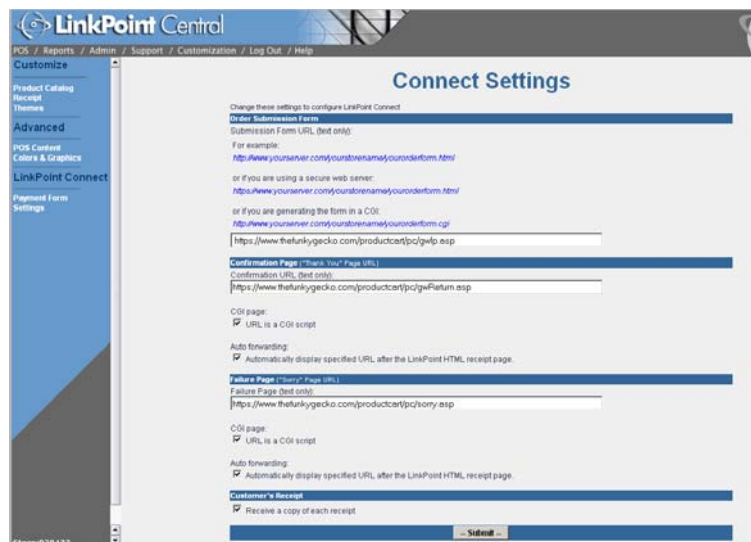 LinkPoint Central
POS / Reports / Admin / Support / Customization / Log Out / Help
Customize
Product Catalog
Receipt
Themes
Advanced
POS Content
Colors & Graphics
LinkPoint Connect
Payment Form
Settings
Connect Settings
Change these settings to configure LinkPoint Connect
Order Submission Form
Submission Form URL (text only):
For example:
http://www.yourserver.com/yourstorename/yourorderform.html
or if you are using a secure web server:
https://www.yourserver.com/yourstorename/yourorderform.html
or if you are generating the form in a CGI:
http://www.yourserver.com/yourstorename/yourorderform.cgi
https://www.thefunkygecko.com/productcart/pc/gwlp.asp
Confirmation Page ("Thank You" Page URL)
Confirmation URL (text only):
https://www.thefunkygecko.com/productcart/pc/gwReturn.asp
CGI page:
URL is a CGI script
Auto forwarding:
Automatically display specified URL after the LinkPoint HTML receipt page.
Failure Page ("Sorry" Page URL)
Failure Page (text only):
https://www.thefunkygecko.com/productcart/pc/sorry.asp
CGI page:
URL is a CGI script
Auto forwarding:
Automatically display specified URL after the LinkPoint HTML receipt page.
Customer's Receipt
Receive a copy of each receipt
-- Submit --